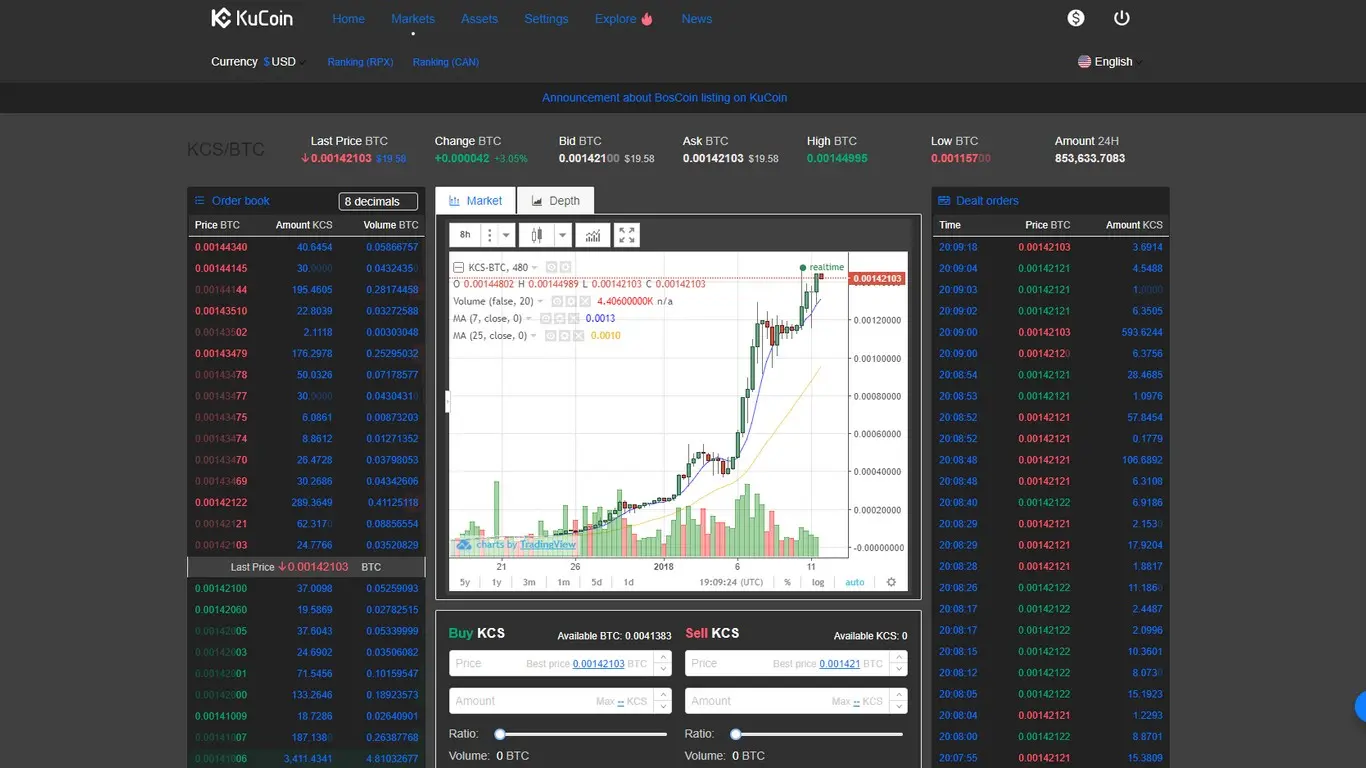 KuCoin Home Markets Assets Settings Explore News
Currency $ USD Ranking (RPX) Ranking (CAN) English
Announcement about BosCoin listing on KuCoin
KCS/BTC
Last Price BTC Change BTC Bid BTC Ask BTC High BTC Low BTC Amount 24H
↓0.00142103 $19.58 +0.000042 +3.05% 0.00142100 $19.58 0.00142103 $19.58 0.00144995 0.00115700 853,633.7083
Order book 8 decimals
Price BTC Amount KCS Volume BTC
0.00144340 40.6454 0.05866757
0.00144145 30.0000 0.04324350
0.00144144 195.4605 0.28174458
0.00143510 22.8039 0.03272588
0.00143502 2.1118 0.00303048
0.00143479 176.2978 0.25295032
0.00143478 50.0326 0.07178577
0.00143477 30.0000 0.04304310
0.00143475 6.0861 0.00873203
0.00143474 8.8612 0.01271352
0.00143470 26.4728 0.03798053
0.00143469 30.2686 0.04342606
0.00142122 289.3649 0.41125118
0.00142121 62.3170 0.08856554
0.00142103 24.7766 0.03520829
Last Price ↓0.00142103 BTC
0.00142100 37.0098 0.05259093
0.00142060 19.5869 0.02782515
0.00142005 37.6043 0.05339999
0.00142003 24.6902 0.03506082
0.00142001 71.5456 0.10159547
0.00142000 133.2646 0.18923573
0.00141009 18.7286 0.02640901
0.00141007 187.1380 0.26387768
0.00141006 3,411.4341 4.81032677
Market Depth
8h
KCS-BTC, 480 realtime
O 0.00144802 H 0.00144989 L 0.00142103 C 0.00142103
Volume (false, 20) 4.40600000K n/a
MA (7, close, 0) 0.0013
MA (25, close, 0) 0.0010
0.00142103
0.00120000
0.00100000
0.00080000
0.00060000
0.00040000
0.00020000
-0.00000000
charts by TradingView
21 26 2018 6 11
5y 1y 3m 1m 5d 1d 19:09:24 (UTC) % log auto
Buy KCS Available BTC: 0.0041383 Sell KCS Available KCS: 0
Price Best price 0.00142103 BTC Price Best price 0.001421 BTC
Amount Max -- KCS Amount Max -- KCS
Ratio: Ratio:
Volume: 0 BTC Volume: 0 BTC
Dealt orders
Time Price BTC Amount KCS
20:09:18 0.00142103 3.6914
20:09:04 0.00142121 4.5488
20:09:03 0.00142121 1.0000
20:09:02 0.00142121 6.3505
20:09:00 0.00142103 593.6244
20:09:00 0.00142120 6.3756
20:08:54 0.00142121 28.4685
20:08:53 0.00142121 1.0976
20:08:52 0.00142121 57.8454
20:08:52 0.00142121 0.1779
20:08:48 0.00142121 106.6892
20:08:48 0.00142121 6.3108
20:08:40 0.00142122 6.9186
20:08:29 0.00142121 2.1530
20:08:29 0.00142121 17.9204
20:08:28 0.00142121 1.8817
20:08:26 0.00142122 11.1860
20:08:17 0.00142122 2.4487
20:08:17 0.00142122 2.0996
20:08:15 0.00142122 10.3601
20:08:12 0.00142122 8.0730
20:08:05 0.00142122 15.1923
20:08:04 0.00142121 1.2293
20:08:00 0.00142122 8.8701
20:07:55 0.00142121 15.3809